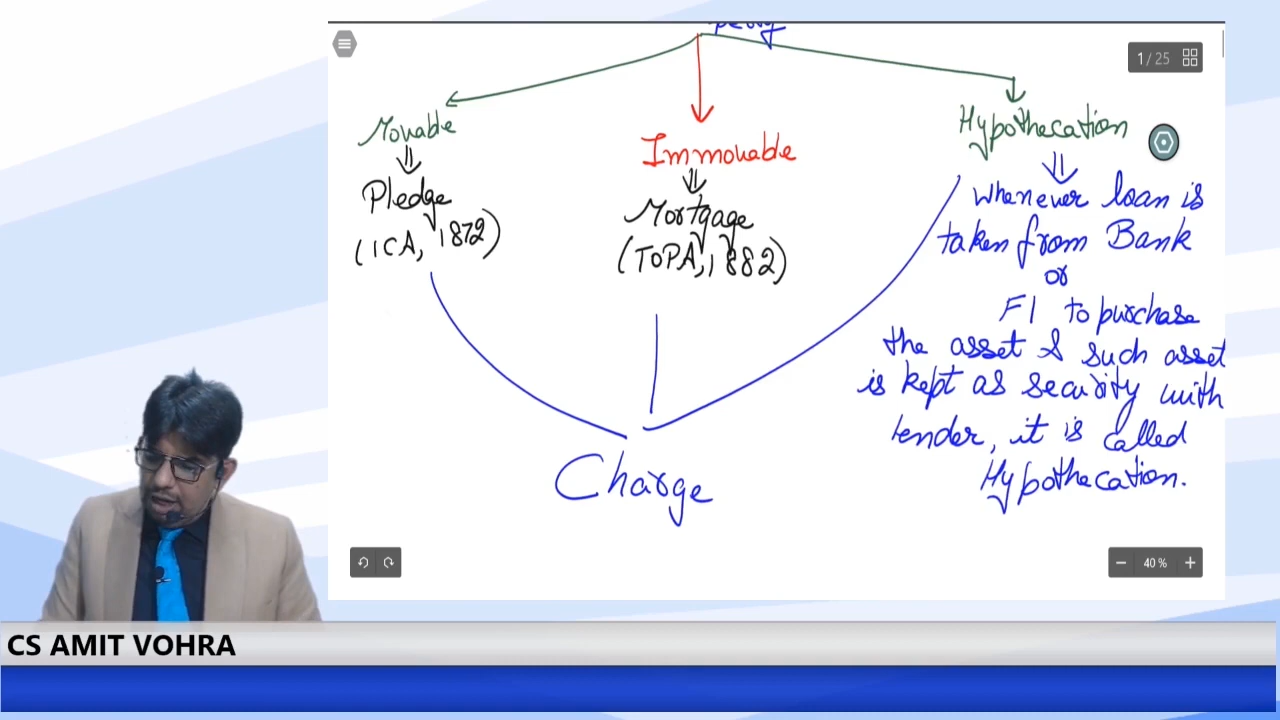 1 / 25
Movable
Pledge
(ICA, 1872)
Immovable
Mortgage
(TOPA, 1882)
Hypothecation
Whenever loan is
taken from Bank
or
FI to purchase
the asset & such asset
is kept as security with
lender, it is called
Hypothecation.
Charge
40 %
CS AMIT VOHRA